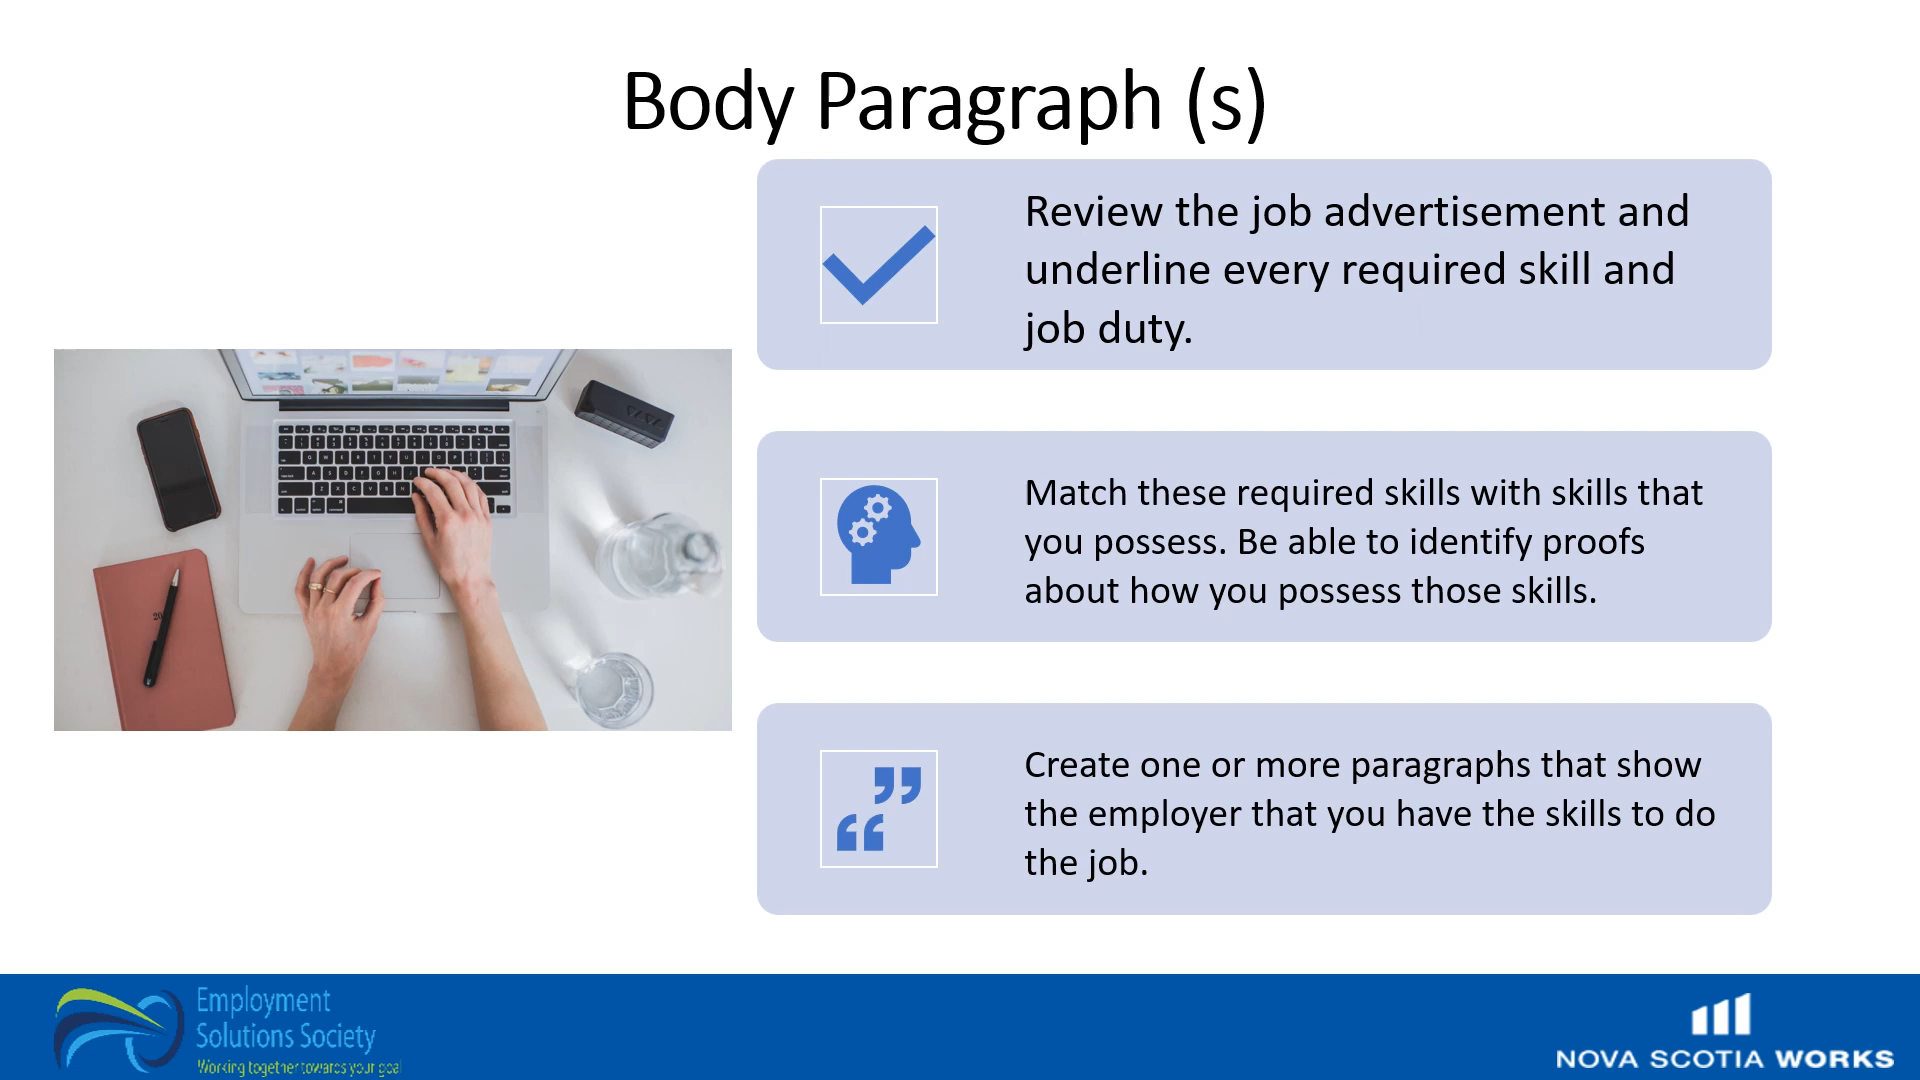 Body Paragraph (s)
Review the job advertisement and
underline every required skill and
job duty.
Match these required skills with skills that
you possess. Be able to identify proofs
about how you possess those skills.
Create one or more paragraphs that show
the employer that you have the skills to do
the job.
Employment
Solutions Society
Working together towards your goal
NOVA SCOTIA WORKS